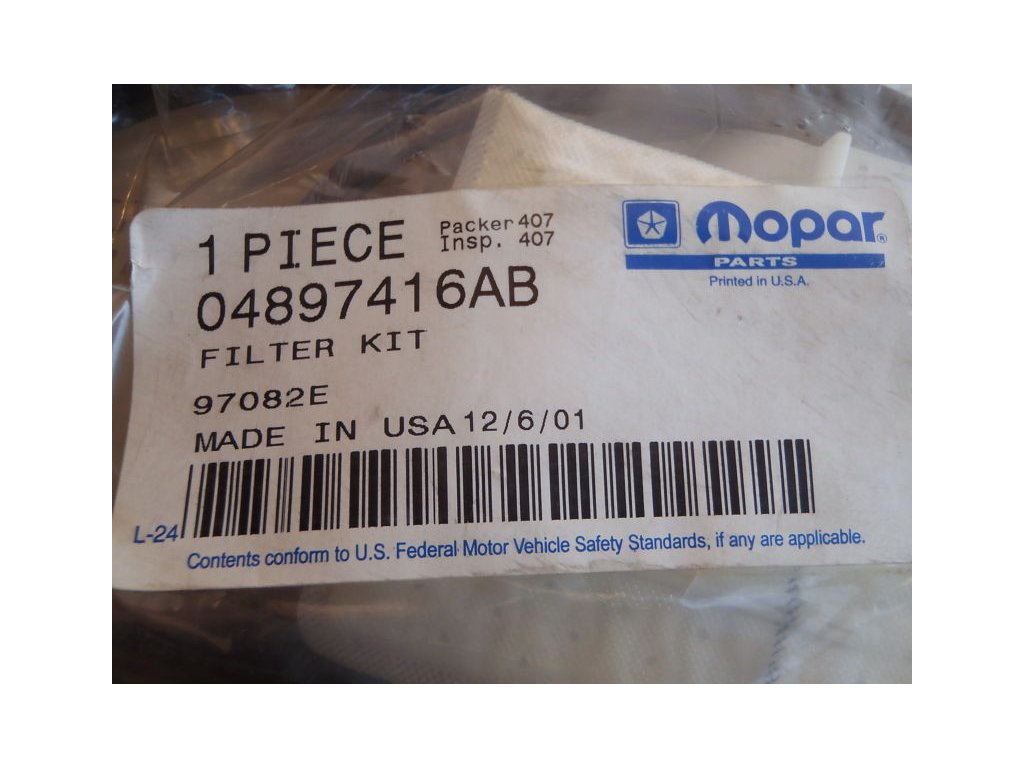 1 PIECE Packer 407
Insp. 407
04897416AB
FILTER KIT
97082E
MADE IN USA 12/6/01
Mopar®
PARTS
Printed in U.S.A.
L-24
Contents conform to U.S. Federal Motor Vehicle Safety Standards, if any are applicable.